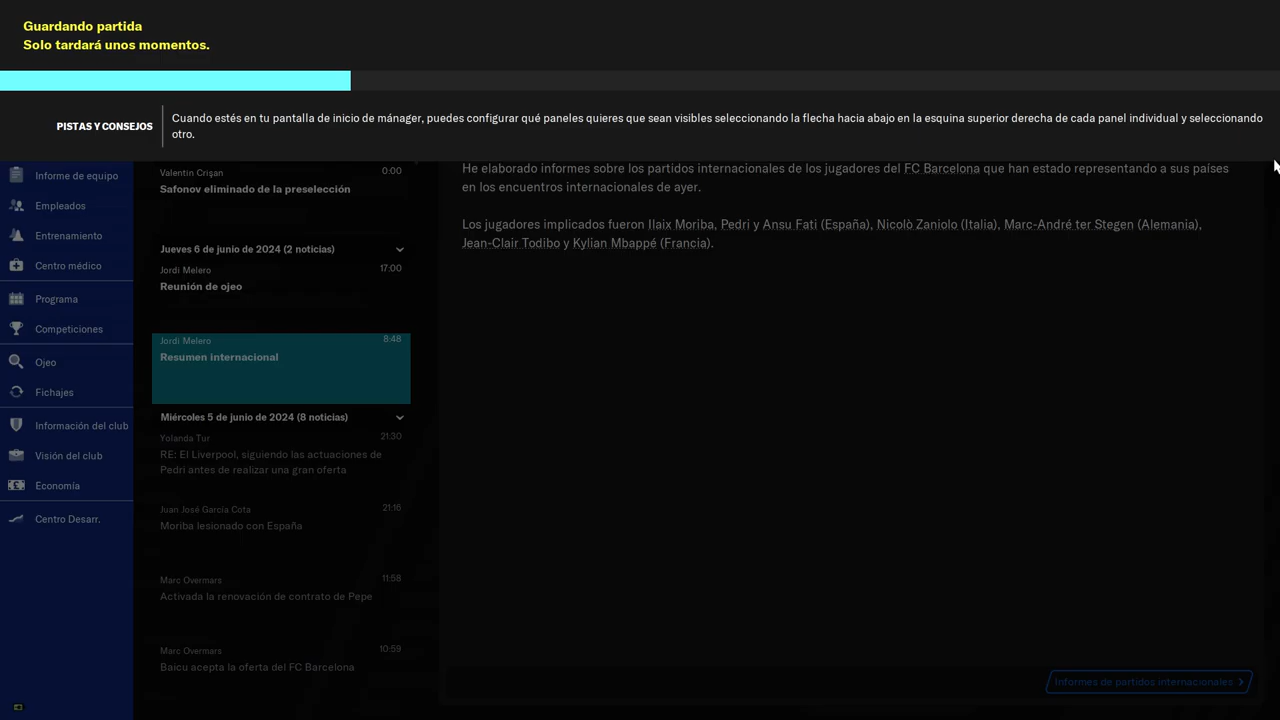 Guardando partida
Solo tardará unos momentos.
PISTAS Y CONSEJOS
Cuando estés en tu pantalla de inicio de mánager, puedes configurar qué paneles quieres que sean visibles seleccionando la flecha hacia abajo en la esquina superior derecha de cada panel individual y seleccionando
otro.
Informe de equipo
Empleados
Entrenamiento
Centro médico
Programa
Competiciones
Ojeo
Fichajes
Información del club
Visión del club
Economía
Centro Desarr.
Valentin Crişan 0:00
Safonov eliminado de la preselección
Jueves 6 de junio de 2024 (2 noticias)
Jordi Melero 17:00
Reunión de ojeo
Jordi Melero 8:48
Resumen internacional
Miércoles 5 de junio de 2024 (8 noticias)
Yolanda Tur 21:30
RE: El Liverpool, siguiendo las actuaciones de
Pedri antes de realizar una gran oferta
Juan José García Cota 21:16
Moriba lesionado con España
Marc Overmars 11:58
Activada la renovación de contrato de Pepe
Marc Overmars 10:59
Baicu acepta la oferta del FC Barcelona
He elaborado informes sobre los partidos internacionales de los jugadores del FC Barcelona que han estado representando a sus países
en los encuentros internacionales de ayer.
Los jugadores implicados fueron Ilaix Moriba, Pedri y Ansu Fati (España), Nicolò Zaniolo (Italia), Marc-André ter Stegen (Alemania),
Jean-Clair Todibo y Kylian Mbappé (Francia).
Informes de partidos internacionales